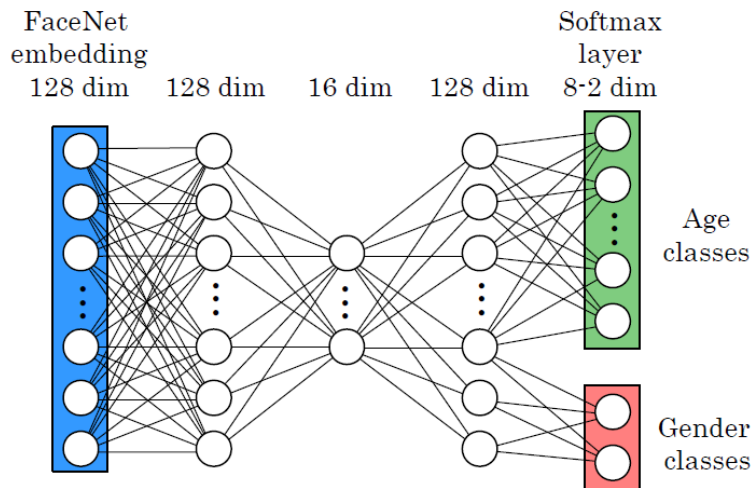 FaceNet
embedding
128 dim
128 dim
16 dim
128 dim
Softmax
layer
8-2 dim
Age
classes
Gender
classes